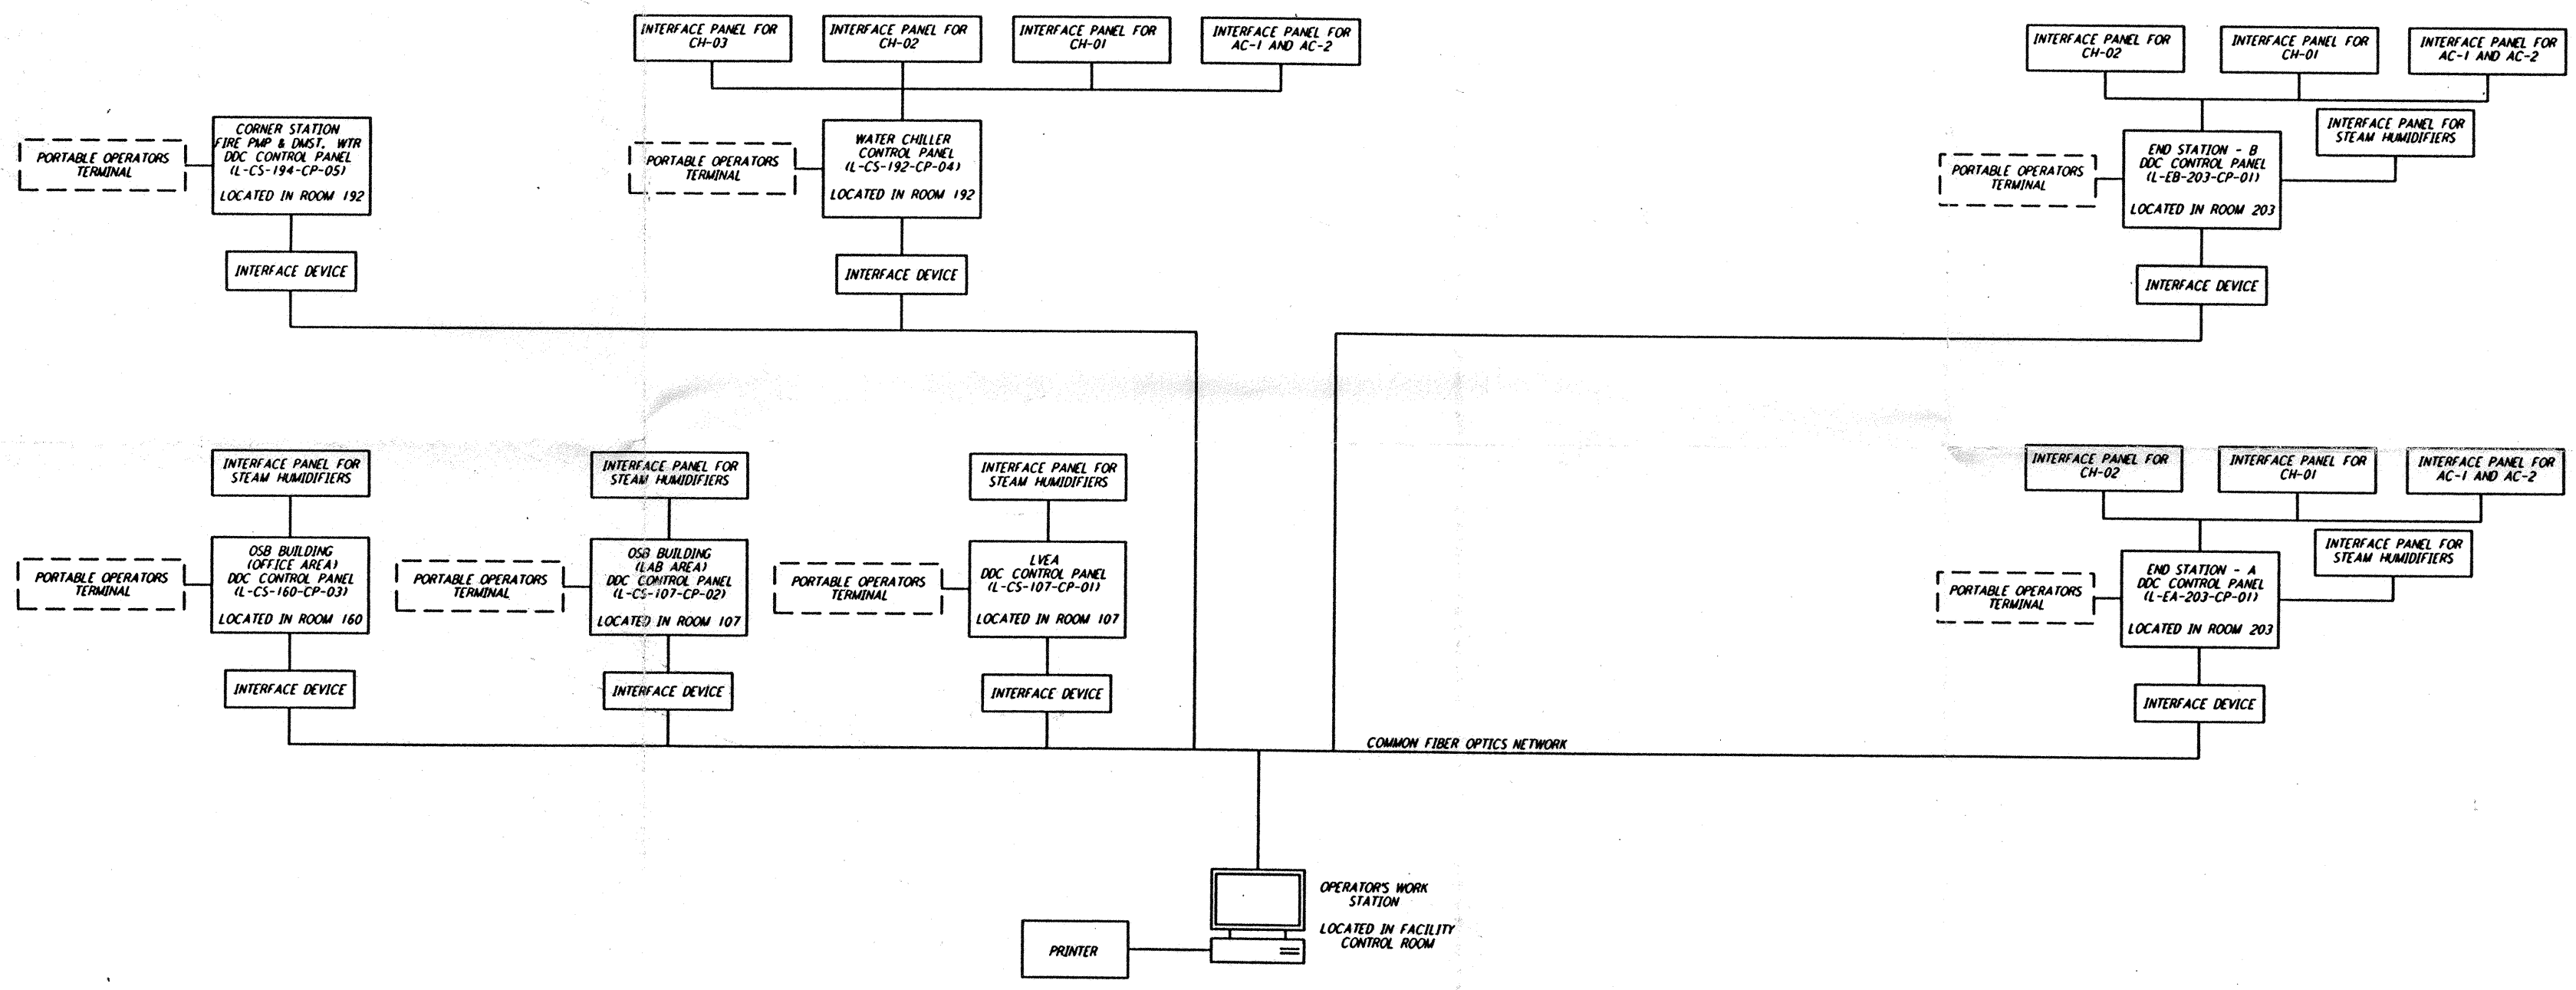 INTERFACE PANEL FOR
CH-03
INTERFACE PANEL FOR
CH-02
INTERFACE PANEL FOR
CH-01
INTERFACE PANEL FOR
AC-1 AND AC-2
INTERFACE PANEL FOR
CH-02
INTERFACE PANEL FOR
CH-01
INTERFACE PANEL FOR
AC-1 AND AC-2
PORTABLE OPERATORS
TERMINAL
CORNER STATION
FIRE PMP & DMST. WTR
DDC CONTROL PANEL
(L-CS-194-CP-05)
LOCATED IN ROOM 192
PORTABLE OPERATORS
TERMINAL
WATER CHILLER
CONTROL PANEL
(L-CS-192-CP-04)
LOCATED IN ROOM 192
PORTABLE OPERATORS
TERMINAL
END STATION - B
DDC CONTROL PANEL
(L-EB-203-CP-01)
LOCATED IN ROOM 203
INTERFACE PANEL FOR
STEAM HUMIDIFIERS
INTERFACE DEVICE
INTERFACE DEVICE
INTERFACE DEVICE
INTERFACE PANEL FOR
STEAM HUMIDIFIERS
INTERFACE PANEL FOR
STEAM HUMIDIFIERS
INTERFACE PANEL FOR
STEAM HUMIDIFIERS
INTERFACE PANEL FOR
CH-02
INTERFACE PANEL FOR
CH-01
INTERFACE PANEL FOR
AC-1 AND AC-2
PORTABLE OPERATORS
TERMINAL
OSB BUILDING
(OFFICE AREA)
DDC CONTROL PANEL
(L-CS-160-CP-03)
LOCATED IN ROOM 160
PORTABLE OPERATORS
TERMINAL
OSB BUILDING
(LAB AREA)
DDC CONTROL PANEL
(L-CS-107-CP-02)
LOCATED IN ROOM 107
PORTABLE OPERATORS
TERMINAL
LVEA
DDC CONTROL PANEL
(L-CS-107-CP-01)
LOCATED IN ROOM 107
PORTABLE OPERATORS
TERMINAL
END STATION - A
DDC CONTROL PANEL
(L-EA-203-CP-01)
LOCATED IN ROOM 203
INTERFACE PANEL FOR
STEAM HUMIDIFIERS
INTERFACE DEVICE
INTERFACE DEVICE
INTERFACE DEVICE
INTERFACE DEVICE
COMMON FIBER OPTICS NETWORK
OPERATOR'S WORK
STATION
LOCATED IN FACILITY
CONTROL ROOM
PRINTER